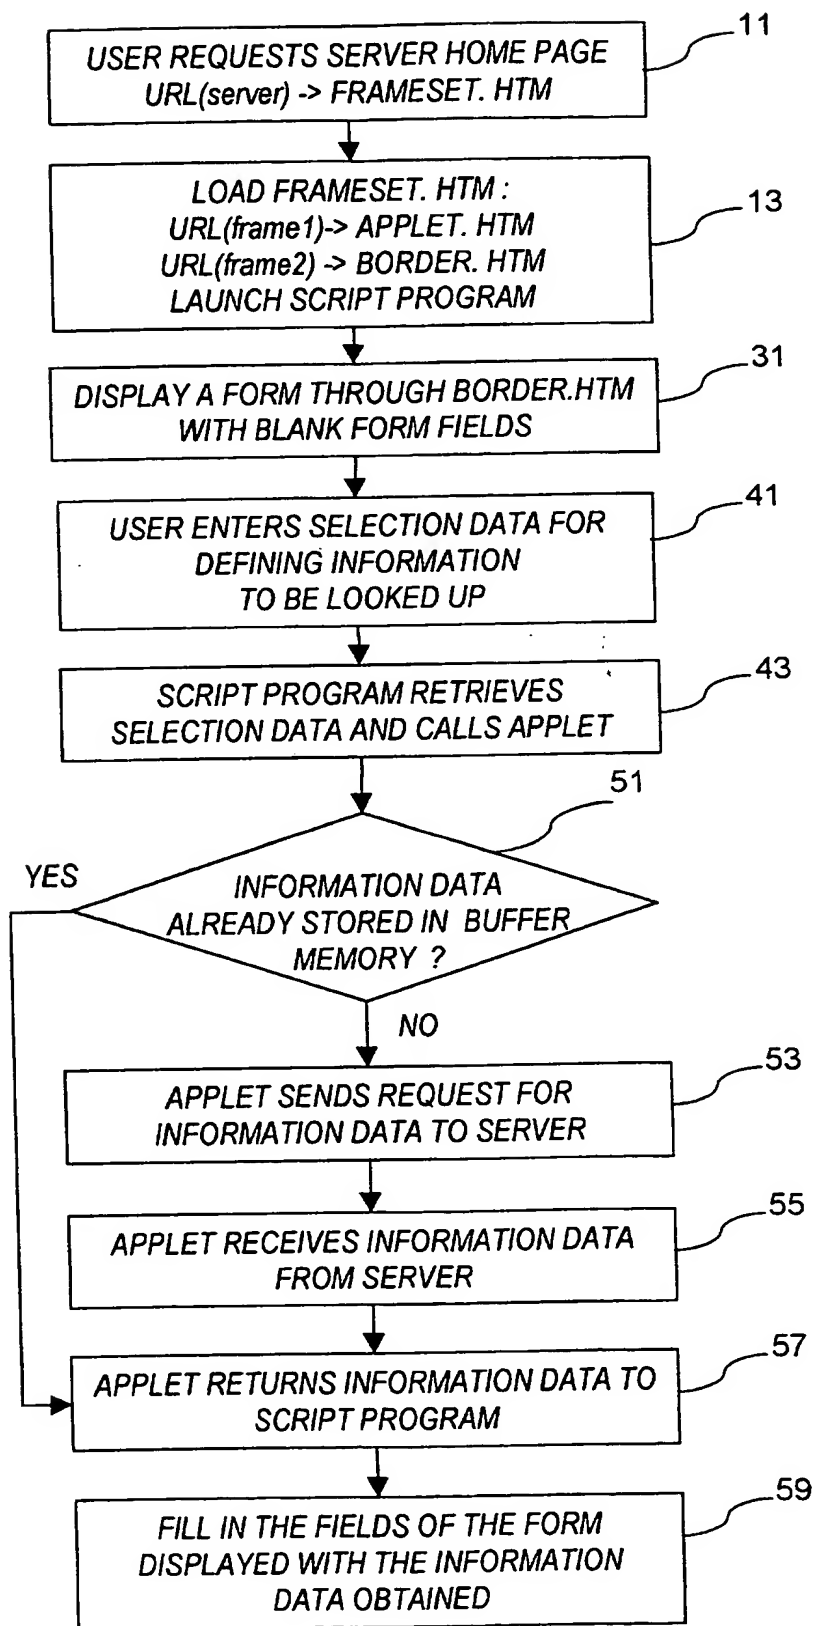 11
USER REQUESTS SERVER HOME PAGE
URL(server) -> FRAMESET. HTM
LOAD FRAMESET. HTM :
URL(frame1)-> APPLET. HTM
URL(frame2) -> BORDER. HTM
LAUNCH SCRIPT PROGRAM
13
DISPLAY A FORM THROUGH BORDER.HTM
WITH BLANK FORM FIELDS
31
USER ENTERS SELECTION DATA FOR
DEFINING INFORMATION
TO BE LOOKED UP
41
SCRIPT PROGRAM RETRIEVES
SELECTION DATA AND CALLS APPLET
43
51
YES
INFORMATION DATA
ALREADY STORED IN BUFFER
MEMORY ?
NO
APPLET SENDS REQUEST FOR
INFORMATION DATA TO SERVER
53
APPLET RECEIVES INFORMATION DATA
FROM SERVER
55
APPLET RETURNS INFORMATION DATA TO
SCRIPT PROGRAM
57
FILL IN THE FIELDS OF THE FORM
DISPLAYED WITH THE INFORMATION
DATA OBTAINED
59